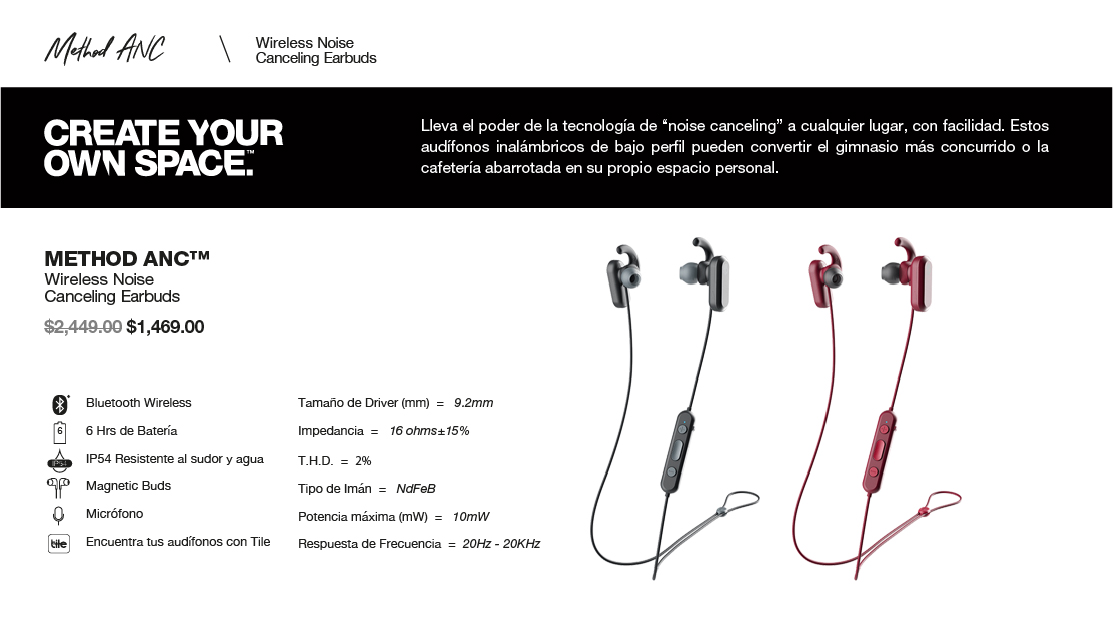 Method ANC
Wireless Noise
Canceling Earbuds
CREATE YOUR
OWN SPACE.™
Lleva el poder de la tecnología de “noise canceling” a cualquier lugar, con facilidad. Estos
audífonos inalámbricos de bajo perfil pueden convertir el gimnasio más concurrido o la
cafetería abarrotada en su propio espacio personal.
METHOD ANC™
Wireless Noise
Canceling Earbuds
$2,449.00 $1,469.00
Bluetooth Wireless
6
6 Hrs de Batería
IP54
IP54 Resistente al sudor y agua
Magnetic Buds
Micrófono
tile
Encuentra tus audífonos con Tile
Tamaño de Driver (mm) = 9.2mm
Impedancia = 16 ohms±15%
T.H.D. = 2%
Tipo de Imán = NdFeB
Potencia máxima (mW) = 10mW
Respuesta de Frecuencia = 20Hz - 20KHz